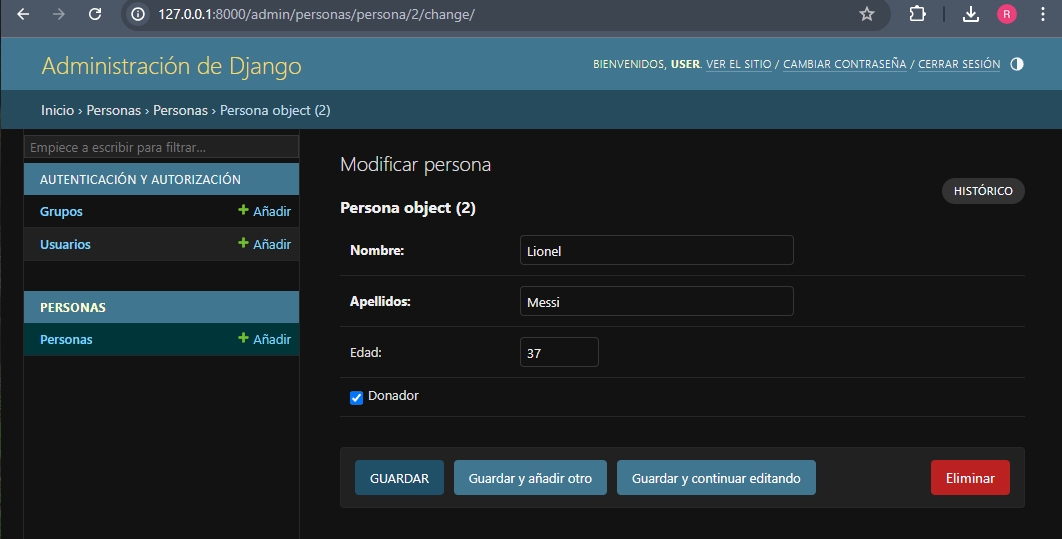 127.0.0.1:8000/admin/personas/persona/2/change/
R
Administración de Django
BIENVENIDOS, USER. VER EL SITIO / CAMBIAR CONTRASEÑA / CERRAR SESIÓN
Inicio › Personas › Personas › Persona object (2)
Empiece a escribir para filtrar...
AUTENTICACIÓN Y AUTORIZACIÓN
Grupos + Añadir
Usuarios + Añadir
PERSONAS
Personas + Añadir
Modificar persona
HISTÓRICO
Persona object (2)
Nombre: Lionel
Apellidos: Messi
Edad: 37
Donador
GUARDAR Guardar y añadir otro Guardar y continuar editando Eliminar